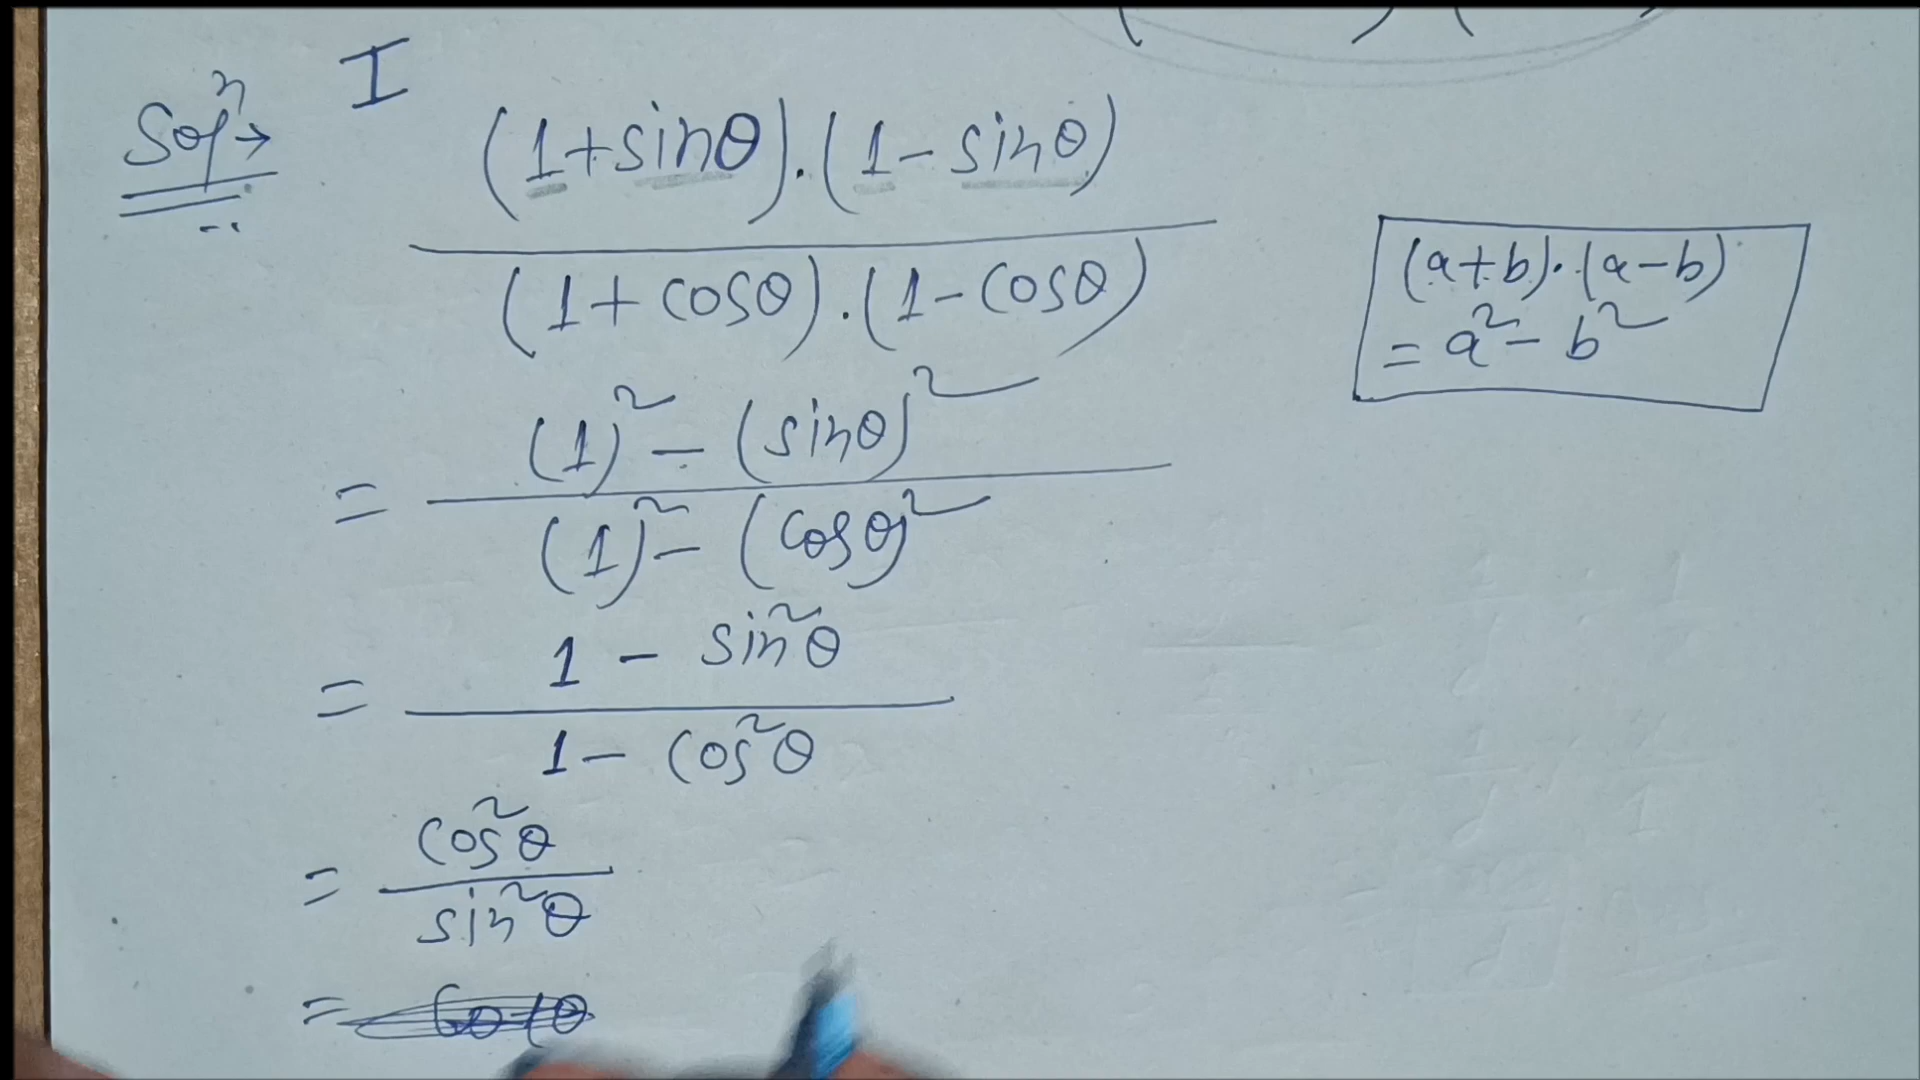 Solⁿ→ I
(1+sinθ).(1-sinθ)
(1+cosθ).(1-cosθ)
(a+b).(a-b)
= a²- b²
= (1)² - (sinθ)²
(1)² - (cosθ)²
= 1 - sin²θ
1 - cos²θ
= cos²θ
sin²θ
=